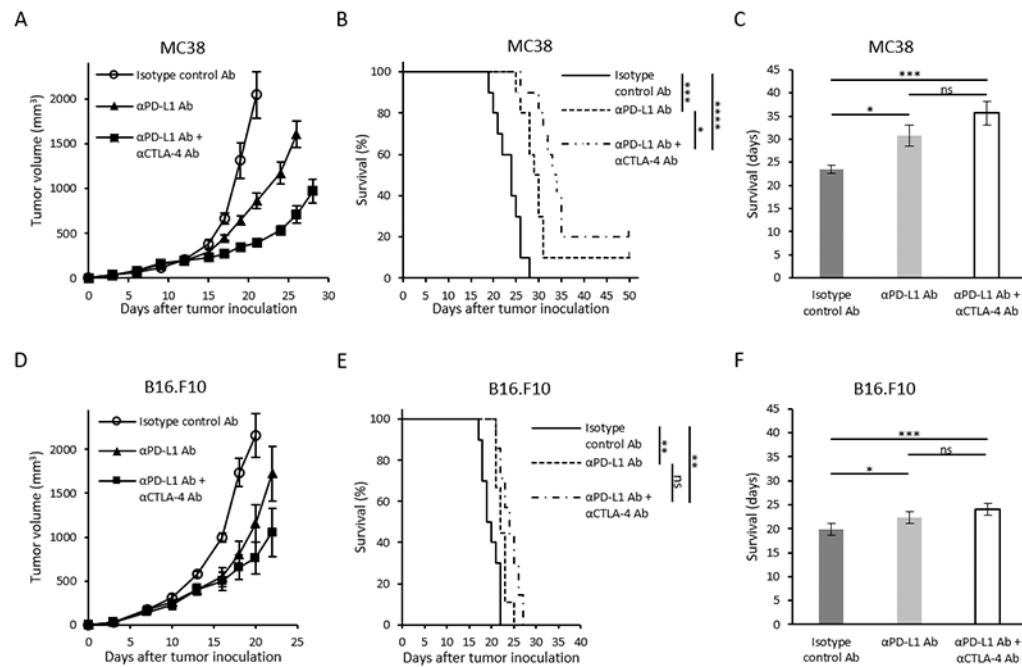 A
MC38
Tumor volume (mm³)
2000
1500
1000
500
0
0 5 10 15 20 25 30
Days after tumor inoculation
Isotype control Ab
αPD-L1 Ab
αPD-L1 Ab +
αCTLA-4 Ab
B
MC38
Survival (%)
100
80
60
40
20
0
0 5 10 15 20 25 30 35 40 45 50
Days after tumor inoculation
Isotype
control Ab
αPD-L1 Ab
αPD-L1 Ab +
αCTLA-4 Ab
***
*
****
C
MC38
Survival (days)
45
40
35
30
25
20
15
10
5
0
***
ns
*
Isotype
control Ab
αPD-L1 Ab
αPD-L1 Ab +
αCTLA-4 Ab
D
B16.F10
Tumor volume (mm³)
2000
1500
1000
500
0
0 5 10 15 20 25
Days after tumor inoculation
Isotype control Ab
αPD-L1 Ab
αPD-L1 Ab +
αCTLA-4 Ab
E
B16.F10
Survival (%)
100
80
60
40
20
0
0 5 10 15 20 25 30 35 40
Days after tumor inoculation
Isotype
control Ab
αPD-L1 Ab
αPD-L1 Ab +
αCTLA-4 Ab
**
ns
**
F
B16.F10
Survival (days)
45
40
35
30
25
20
15
10
5
0
***
ns
*
Isotype
control Ab
αPD-L1 Ab
αPD-L1 Ab +
αCTLA-4 Ab